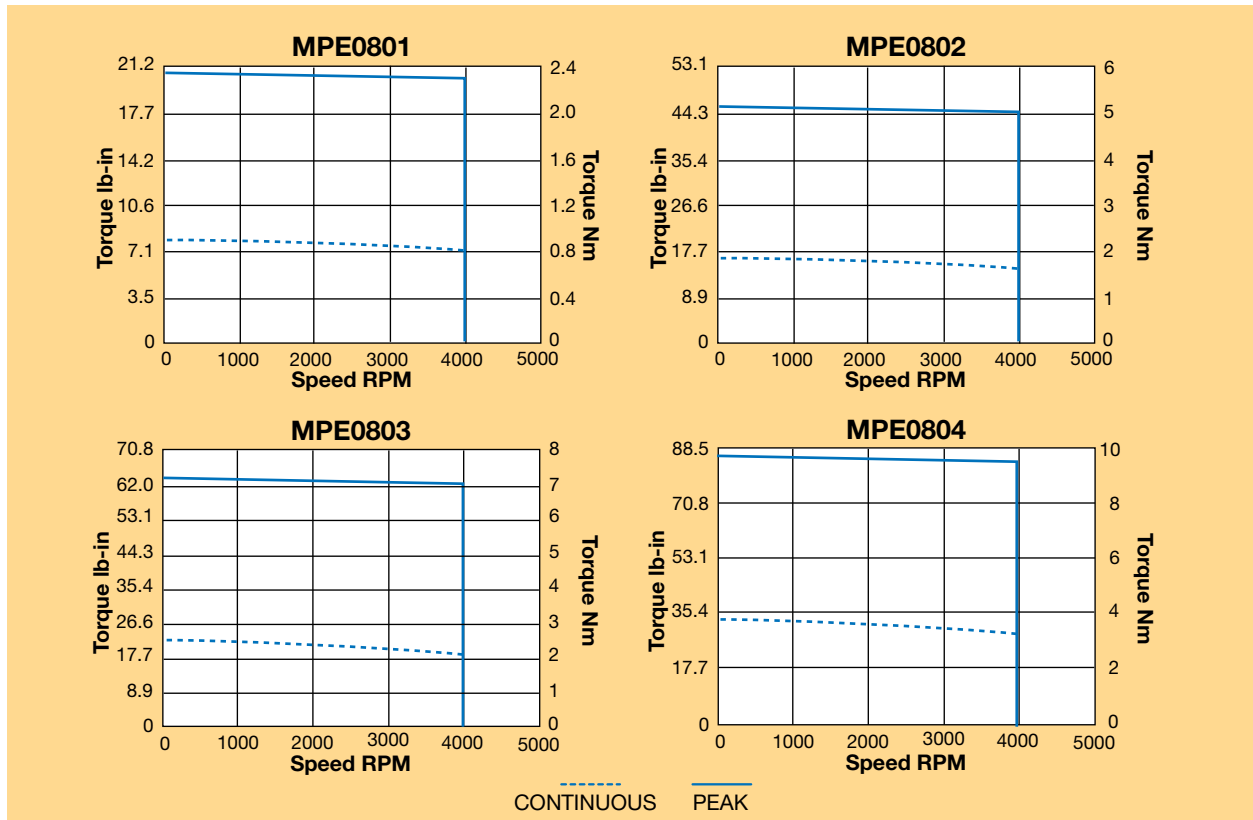 MPE0801
21.2
17.7
14.2
10.6
7.1
3.5
0
Torque lb-in
2.4
2.0
1.6
1.2
0.8
0.4
0
Torque Nm
0 1000 2000 3000 4000 5000
Speed RPM
MPE0802
53.1
44.3
35.4
26.6
17.7
8.9
0
Torque lb-in
6
5
4
3
2
1
0
Torque Nm
0 1000 2000 3000 4000 5000
Speed RPM
MPE0803
70.8
62.0
53.1
44.3
35.4
26.6
17.7
8.9
0
Torque lb-in
8
7
6
5
4
3
2
1
0
Torque Nm
0 1000 2000 3000 4000 5000
Speed RPM
MPE0804
88.5
70.8
53.1
35.4
17.7
0
Torque lb-in
10
8
6
4
2
0
Torque Nm
0 1000 2000 3000 4000 5000
Speed RPM
CONTINUOUS PEAK